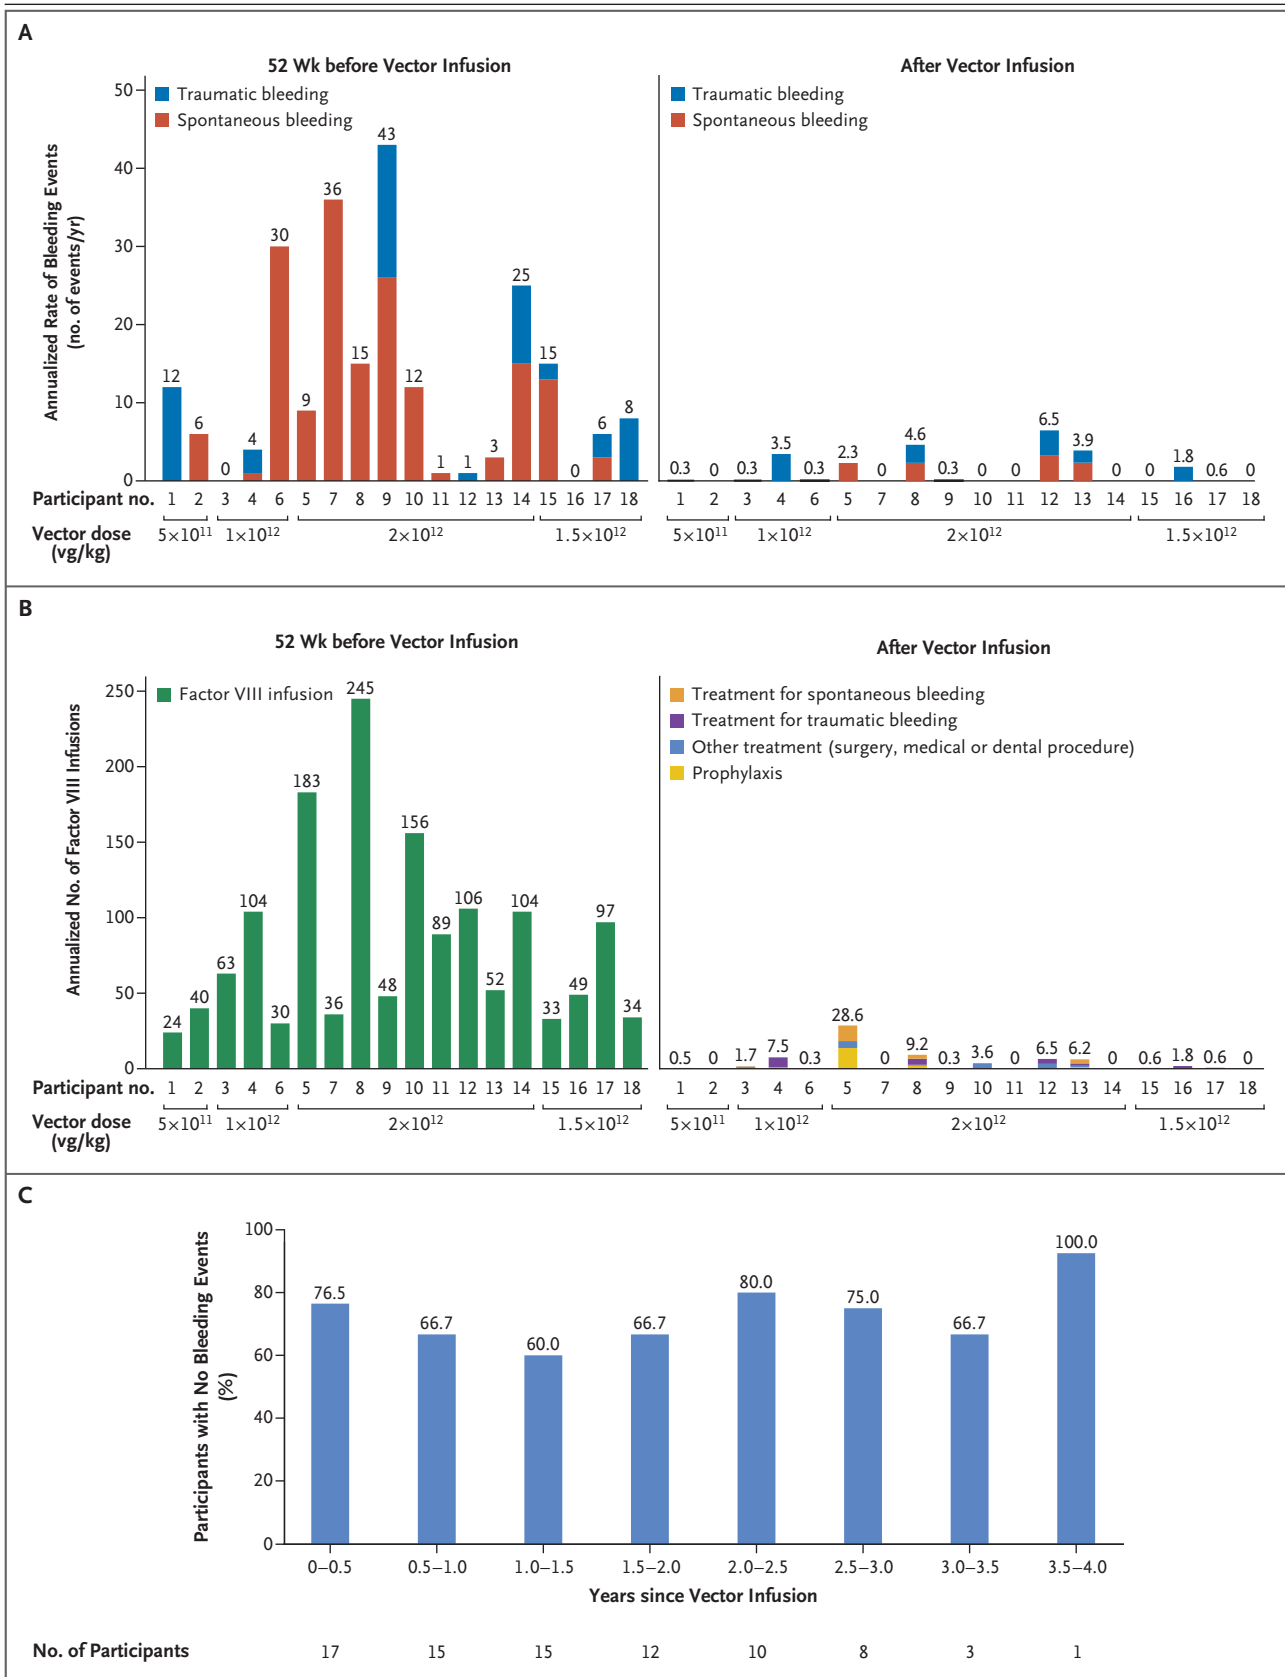 A
52 Wk before Vector Infusion
After Vector Infusion
Traumatic bleeding
Spontaneous bleeding
Traumatic bleeding
Spontaneous bleeding
Annualized Rate of Bleeding Events
(no. of events/yr)
50
40
30
20
10
0
12 6 0 4 30 9 36 15 43 12 1 1 3 25 15 0 6 8
0.3 0 0.3 3.5 0.3 2.3 0 4.6 0.3 0 0 6.5 3.9 0 0 1.8 0.6 0
Participant no. 1 2 3 4 6 5 7 8 9 10 11 12 13 14 15 16 17 18
1 2 3 4 6 5 7 8 9 10 11 12 13 14 15 16 17 18
Vector dose
(vg/kg)
5×10¹¹ 1×10¹² 2×10¹² 1.5×10¹²
5×10¹¹ 1×10¹² 2×10¹² 1.5×10¹²
B
52 Wk before Vector Infusion
After Vector Infusion
Factor VIII infusion
Treatment for spontaneous bleeding
Treatment for traumatic bleeding
Other treatment (surgery, medical or dental procedure)
Prophylaxis
Annualized No. of Factor VIII Infusions
250
200
150
100
50
0
24 40 63 104 30 183 36 245 48 156 89 106 52 104 33 49 97 34
0.5 0 1.7 7.5 0.3 28.6 0 9.2 0.3 3.6 0 6.5 6.2 0 0.6 1.8 0.6 0
Participant no. 1 2 3 4 6 5 7 8 9 10 11 12 13 14 15 16 17 18
1 2 3 4 6 5 7 8 9 10 11 12 13 14 15 16 17 18
Vector dose
(vg/kg)
5×10¹¹ 1×10¹² 2×10¹² 1.5×10¹²
5×10¹¹ 1×10¹² 2×10¹² 1.5×10¹²
C
Participants with No Bleeding Events
(%)
100
80
60
40
20
0
76.5 66.7 60.0 66.7 80.0 75.0 66.7 100.0
0–0.5 0.5–1.0 1.0–1.5 1.5–2.0 2.0–2.5 2.5–3.0 3.0–3.5 3.5–4.0
Years since Vector Infusion
No. of Participants 17 15 15 12 10 8 3 1